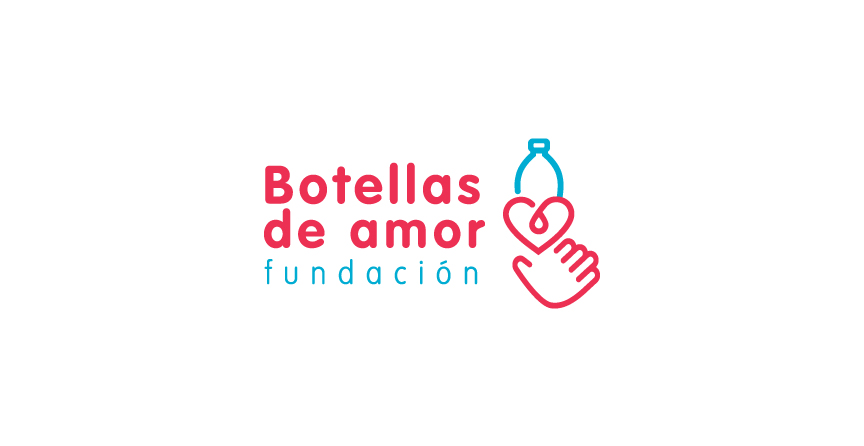 Botellas
de amor
fundación